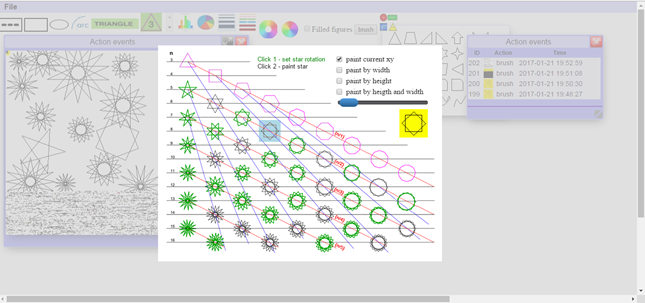 File
ARC
TRIANGLE
3
Filled figures
brush
Action events
Action events
ID Action Time
202 brush 2017-01-21 19:52:59
201 brush 2017-01-21 19:51:08
200 brush 2017-01-21 19:50:30
199 brush 2017-01-21 19:48:27
n
Click 1 - set star rotation
Click 2 - paint star
paint current xy
paint by width
paint by height
paint by hegth and width
3
4
5
6
7
8
9
10
11
12
13
14
15
16